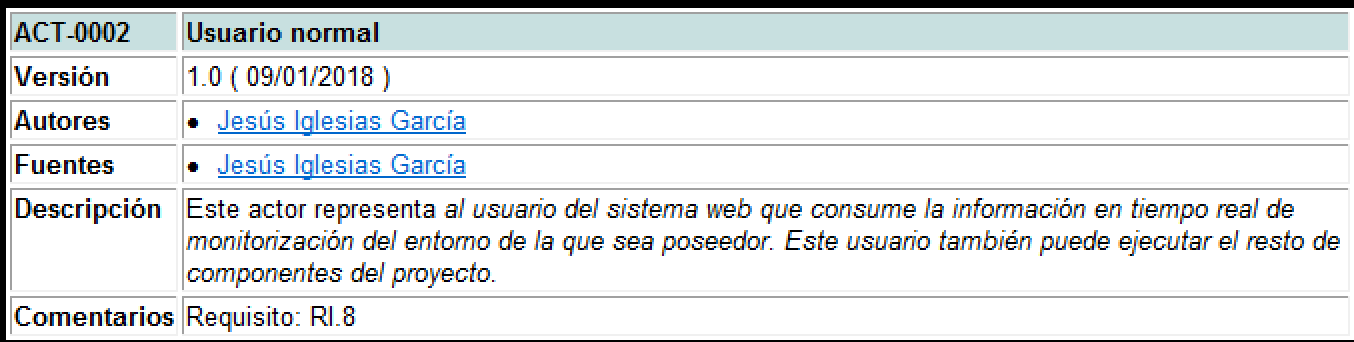 ACT-0002 Usuario normal
Versión 1.0 ( 09/01/2018 )
Autores • Jesús Iglesias García
Fuentes • Jesús Iglesias García
Descripción Este actor representa al usuario del sistema web que consume la información en tiempo real de
monitorización del entorno de la que sea poseedor. Este usuario también puede ejecutar el resto de
componentes del proyecto.
Comentarios Requisito: RI.8